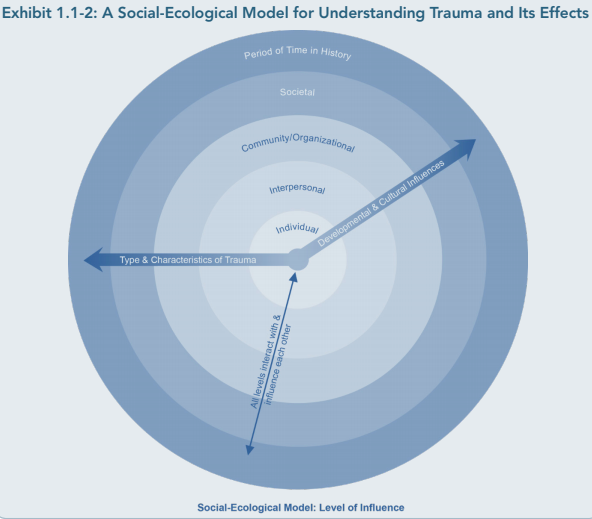 Exhibit 1.1-2: A Social-Ecological Model for Understanding Trauma and Its Effects
Period of Time in History
Societal
Community/Organizational
Interpersonal
Individual
Developmental & Cultural Influences
Type & Characteristics of Trauma
All levels interact with &
influence each other
Social-Ecological Model: Level of Influence